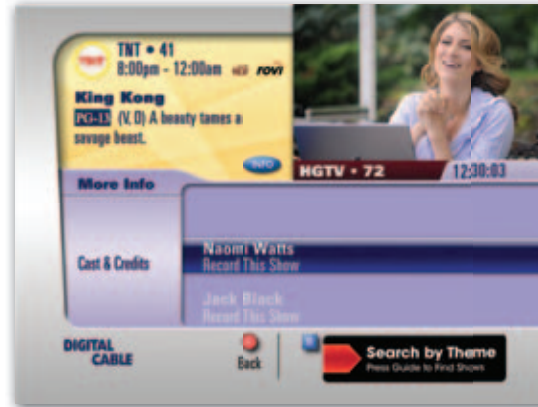 TNT
TNT • 41
8:00pm - 12:00am
rovi
King Kong
PG-13 (V, D) A beauty tames a
savage beast.
INFO
HGTV • 72
12:30:03
More Info
Cast & Credits
Naomi Watts
Record This Show
Jack Black
Record This Show
DIGITAL
CABLE
Back
Search by Theme
Press Guide to Find Shows